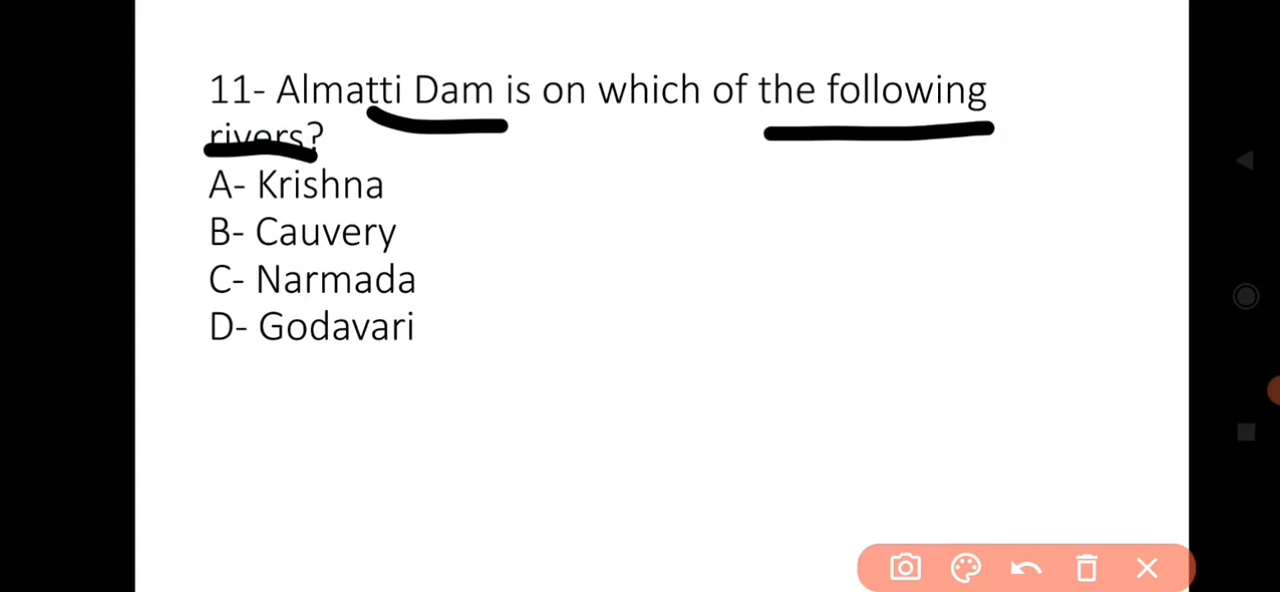 11- Almatti Dam is on which of the following
rivers?
A- Krishna
B- Cauvery
C- Narmada
D- Godavari